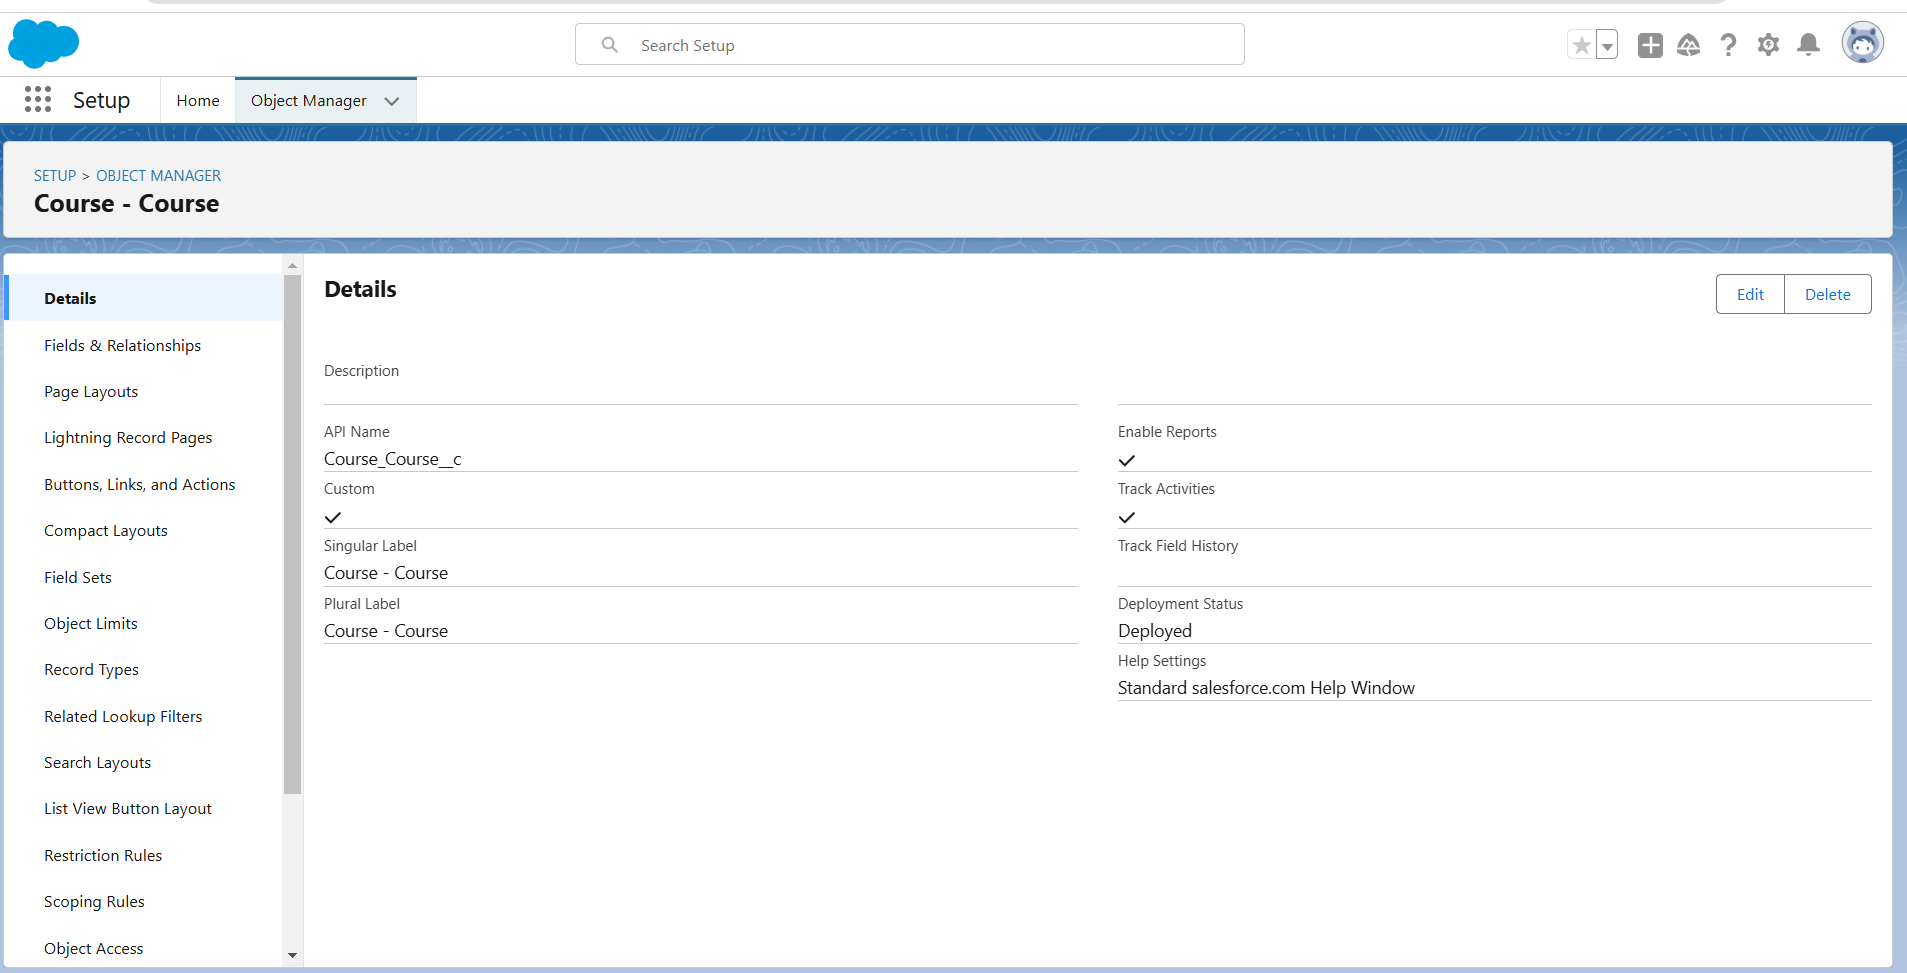 Search Setup
Setup
Home
Object Manager
SETUP > OBJECT MANAGER
Course - Course
Details
Fields & Relationships
Page Layouts
Lightning Record Pages
Buttons, Links, and Actions
Compact Layouts
Field Sets
Object Limits
Record Types
Related Lookup Filters
Search Layouts
List View Button Layout
Restriction Rules
Scoping Rules
Object Access
Details
Edit
Delete
Description
API Name
Course_Course__c
Custom
Singular Label
Course - Course
Plural Label
Course - Course
Enable Reports
Track Activities
Track Field History
Deployment Status
Deployed
Help Settings
Standard salesforce.com Help Window